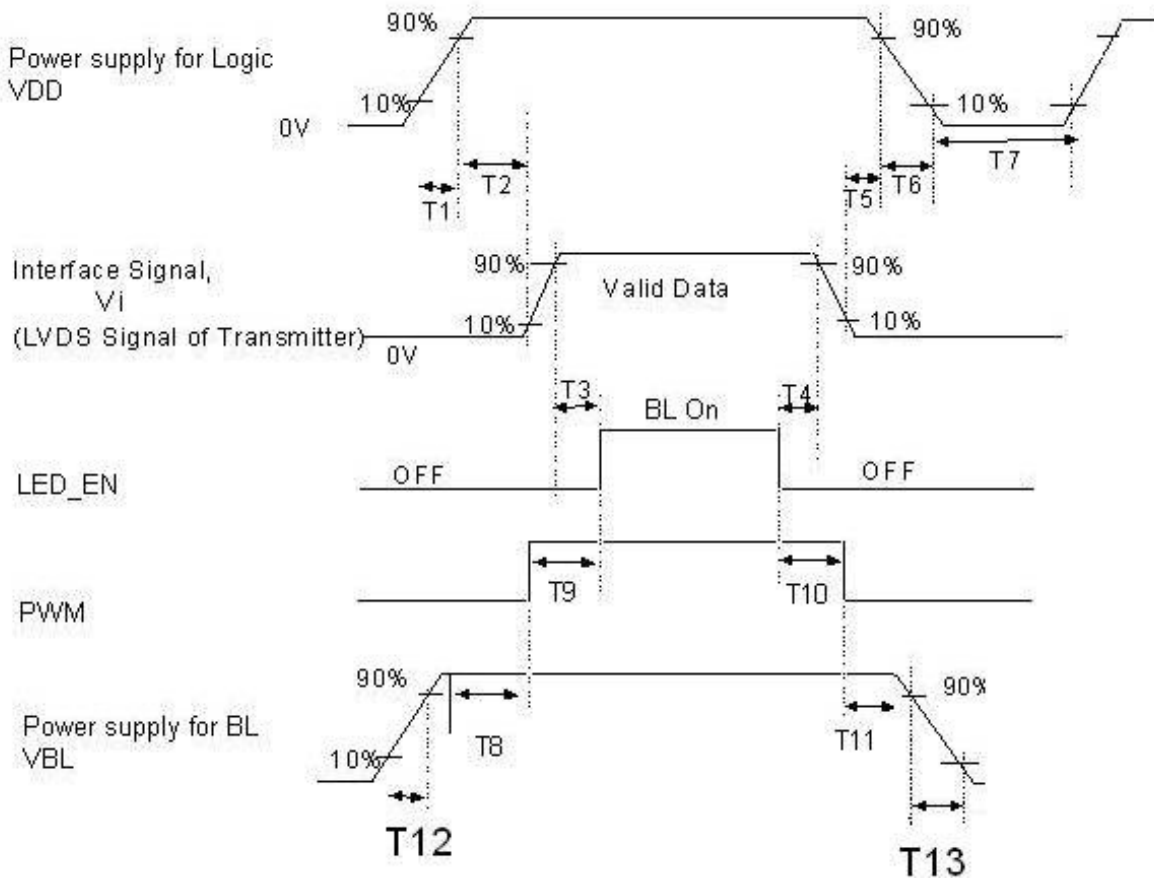 90%
90%
Power supply for Logic
VDD
10%
10%
0V
T1
T2
T5
T6
T7
Interface Signal,
Vi
(LVDS Signal of Transmitter)
90%
Valid Data
90%
10%
10%
0V
T3
BL On
T4
LED_EN
OFF
OFF
PWM
T9
T10
90%
90%
Power supply for BL
VBL
10%
T8
T11
T12
T13